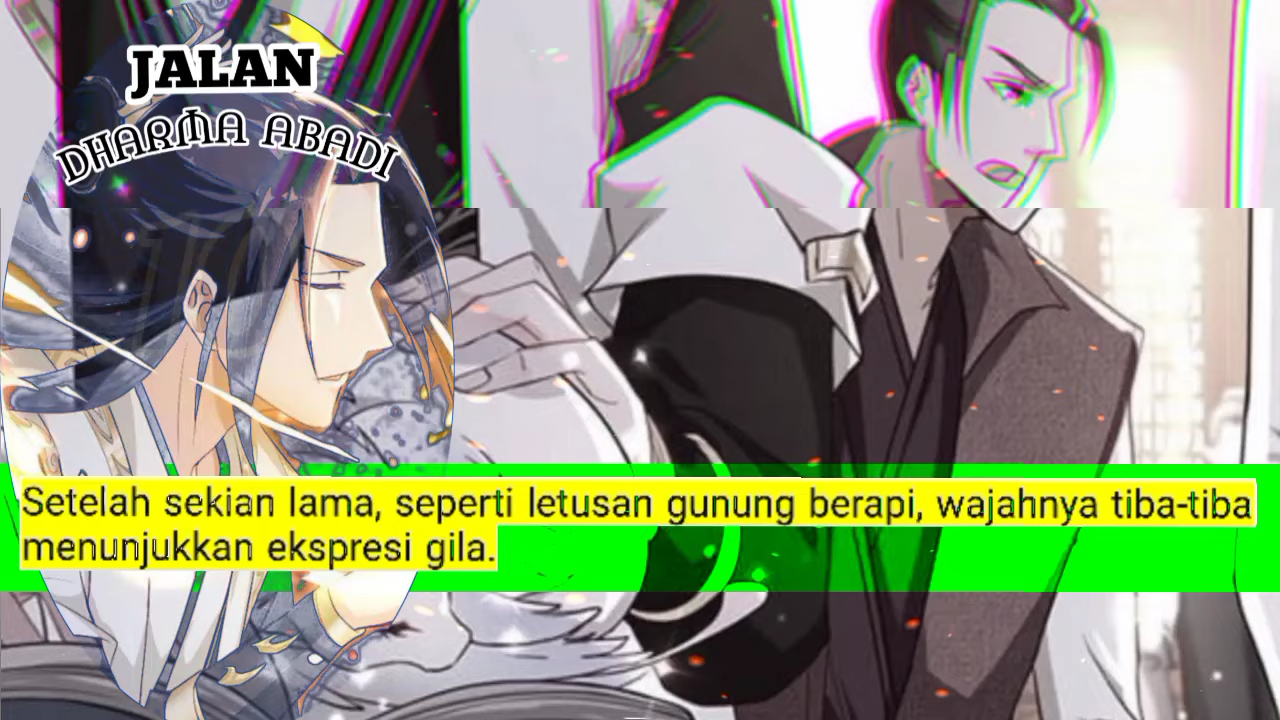 JALAN
DHARMA ABADI
Setelah sekian lama, seperti letusan gunung berapi, wajahnya tiba-tiba
menunjukkan ekspresi gila.